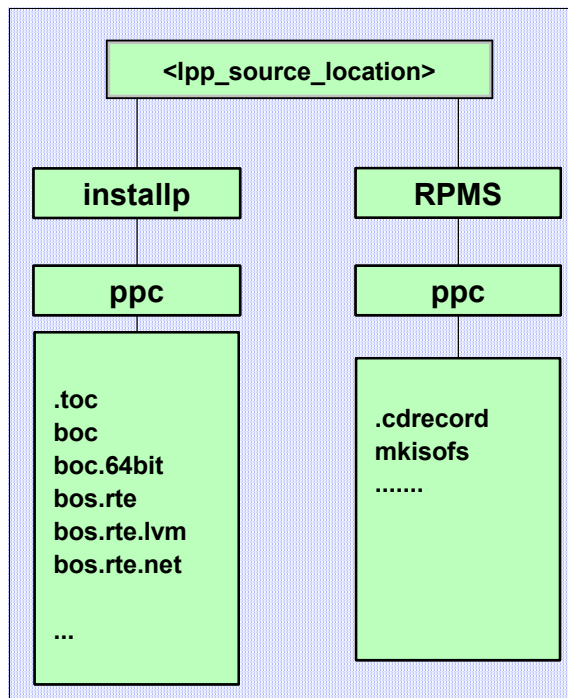 <lpp_source_location>
installp
RPMS
ppc
ppc
.toc
boc
boc.64bit
bos.rte
bos.rte.lvm
bos.rte.net
...
.cdrecord
mkisofs
.......